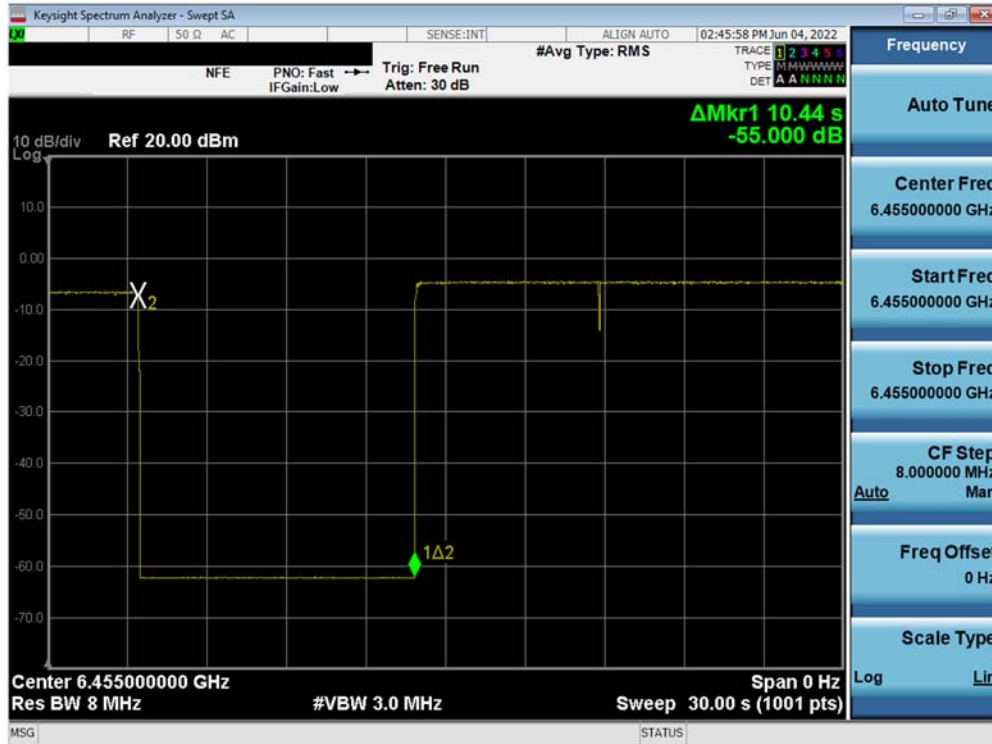 Keysight Spectrum Analyzer - Swept SA
LXI RF 50 Ω AC SENSE:INT ALIGN AUTO 02:45:58 PM Jun 04, 2022
NFE PNO: Fast IFGain:Low
Trig: Free Run
Atten: 30 dB
#Avg Type: RMS
TRACE 1 2 3 4 5 6
TYPE M M W W W W
DET A A N N N N
ΔMkr1 10.44 s
-55.000 dB
10 dB/div Ref 20.00 dBm
Log
10.0
0.00
-10.0
-20.0
-30.0
-40.0
-50.0
-60.0
-70.0
2
1Δ2
Center 6.455000000 GHz Span 0 Hz
Res BW 8 MHz #VBW 3.0 MHz Sweep 30.00 s (1001 pts)
MSG STATUS
Frequency
Auto Tune
Center Freq
6.455000000 GHz
Start Freq
6.455000000 GHz
Stop Freq
6.455000000 GHz
CF Step
8.000000 MHz
Auto Man
Freq Offset
0 Hz
Scale Type
Log Lin